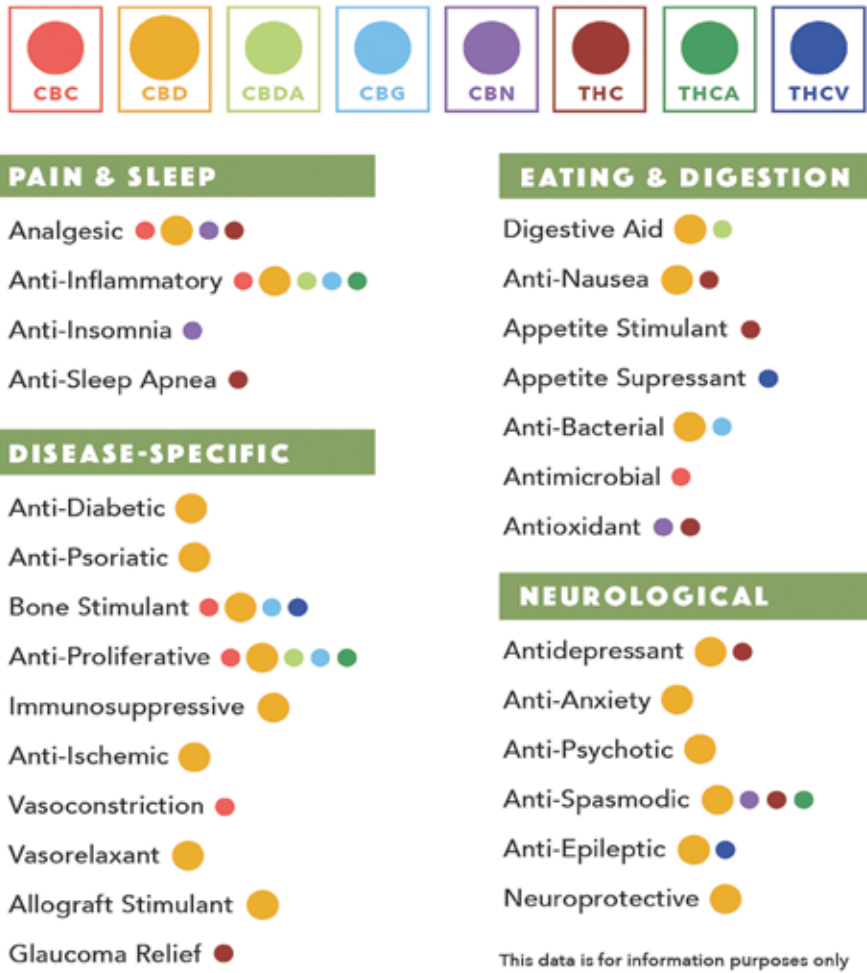 CBC CBD CBDA CBG CBN THC THCA THCV
PAIN & SLEEP
Analgesic
Anti-Inflammatory
Anti-Insomnia
Anti-Sleep Apnea
DISEASE-SPECIFIC
Anti-Diabetic
Anti-Psoriatic
Bone Stimulant
Anti-Proliferative
Immunosuppressive
Anti-Ischemic
Vasoconstriction
Vasorelaxant
Allograft Stimulant
Glaucoma Relief
EATING & DIGESTION
Digestive Aid
Anti-Nausea
Appetite Stimulant
Appetite Supressant
Anti-Bacterial
Antimicrobial
Antioxidant
NEUROLOGICAL
Antidepressant
Anti-Anxiety
Anti-Psychotic
Anti-Spasmodic
Anti-Epileptic
Neuroprotective
This data is for information purposes only